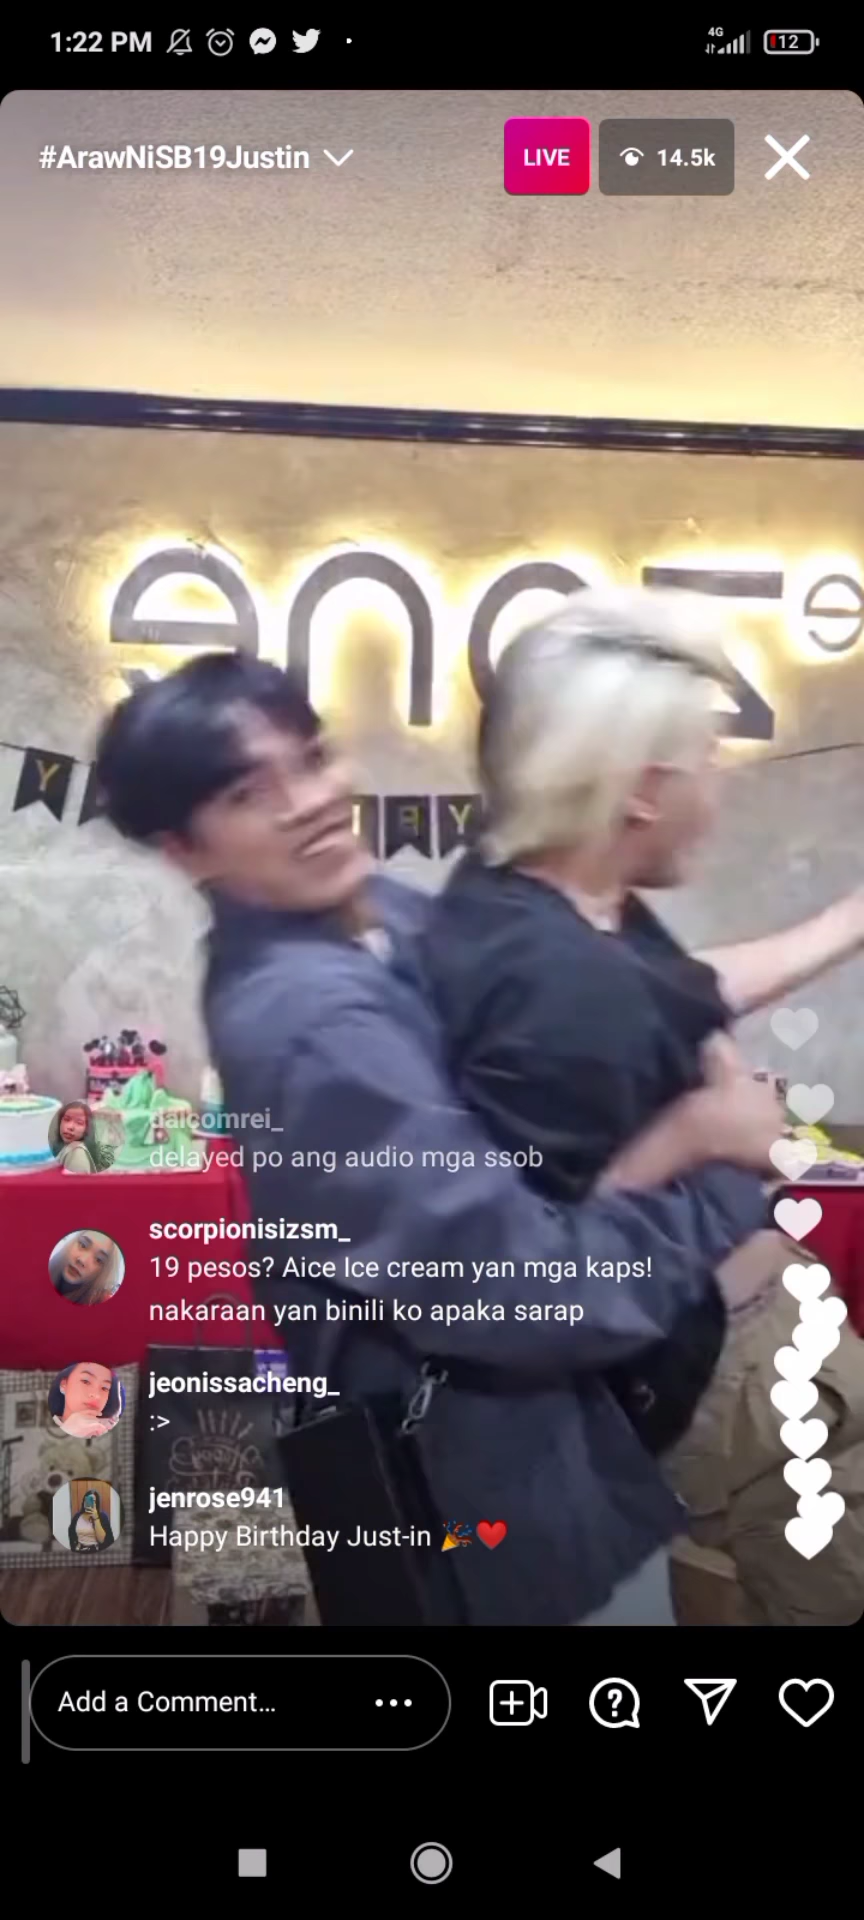 1:22 PM
4G
12
#ArawNiSB19Justin
LIVE
14.5k
zone
e
Y
Y
dalcomrei_
delayed po ang audio mga ssob
scorpionisizsm_
19 pesos? Aice Ice cream yan mga kaps!
nakaraan yan binili ko apaka sarap
jeonissacheng_
:>
jenrose941
Happy Birthday Just-in 🎉❤️
Add a Comment...